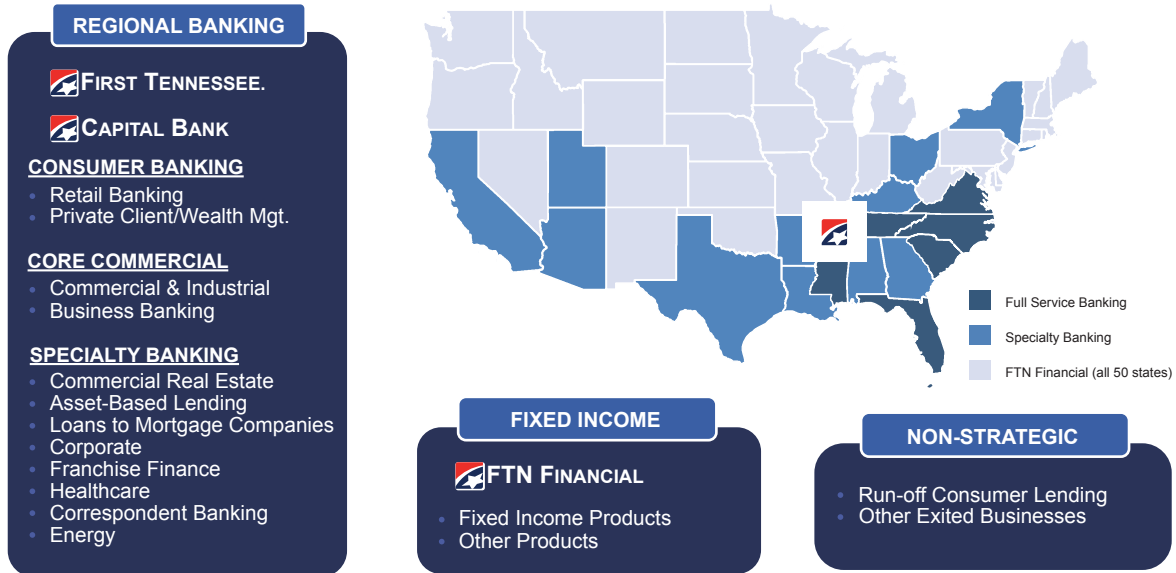 REGIONAL BANKING
FIRST TENNESSEE.
CAPITAL BANK
CONSUMER BANKING
• Retail Banking
• Private Client/Wealth Mgt.
CORE COMMERCIAL
• Commercial & Industrial
• Business Banking
SPECIALTY BANKING
• Commercial Real Estate
• Asset-Based Lending
• Loans to Mortgage Companies
• Corporate
• Franchise Finance
• Healthcare
• Correspondent Banking
• Energy
Full Service Banking
Specialty Banking
FTN Financial (all 50 states)
FIXED INCOME
FTN FINANCIAL
• Fixed Income Products
• Other Products
NON-STRATEGIC
• Run-off Consumer Lending
• Other Exited Businesses